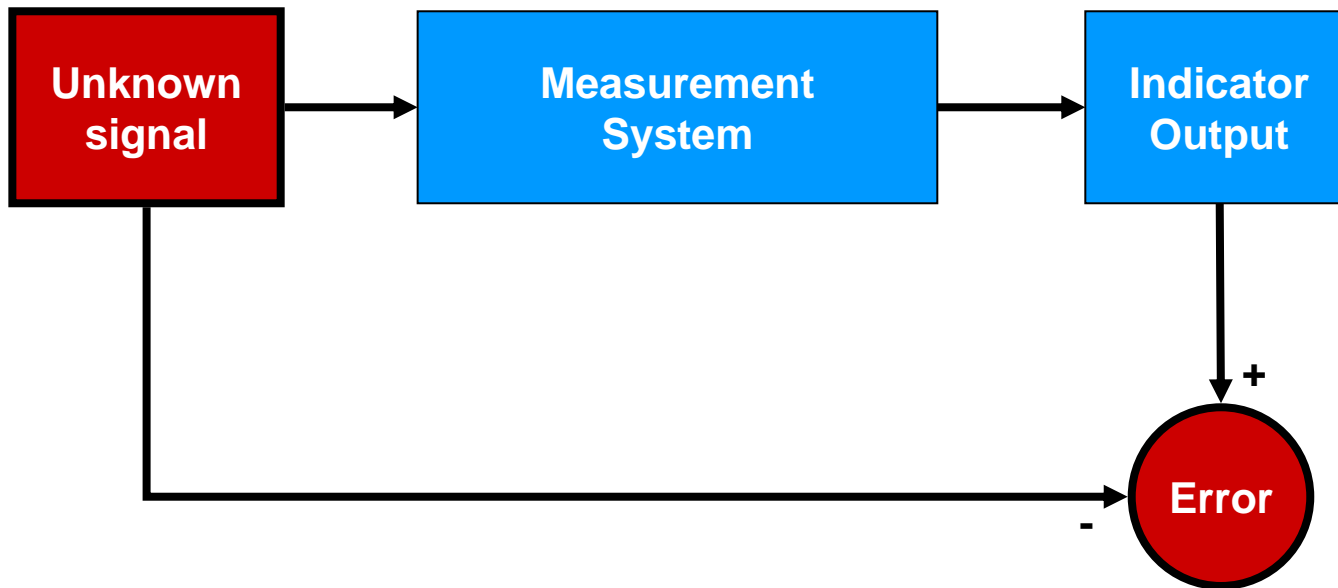 Unknown
signal
Measurement
System
Indicator
Output
+
-
Error